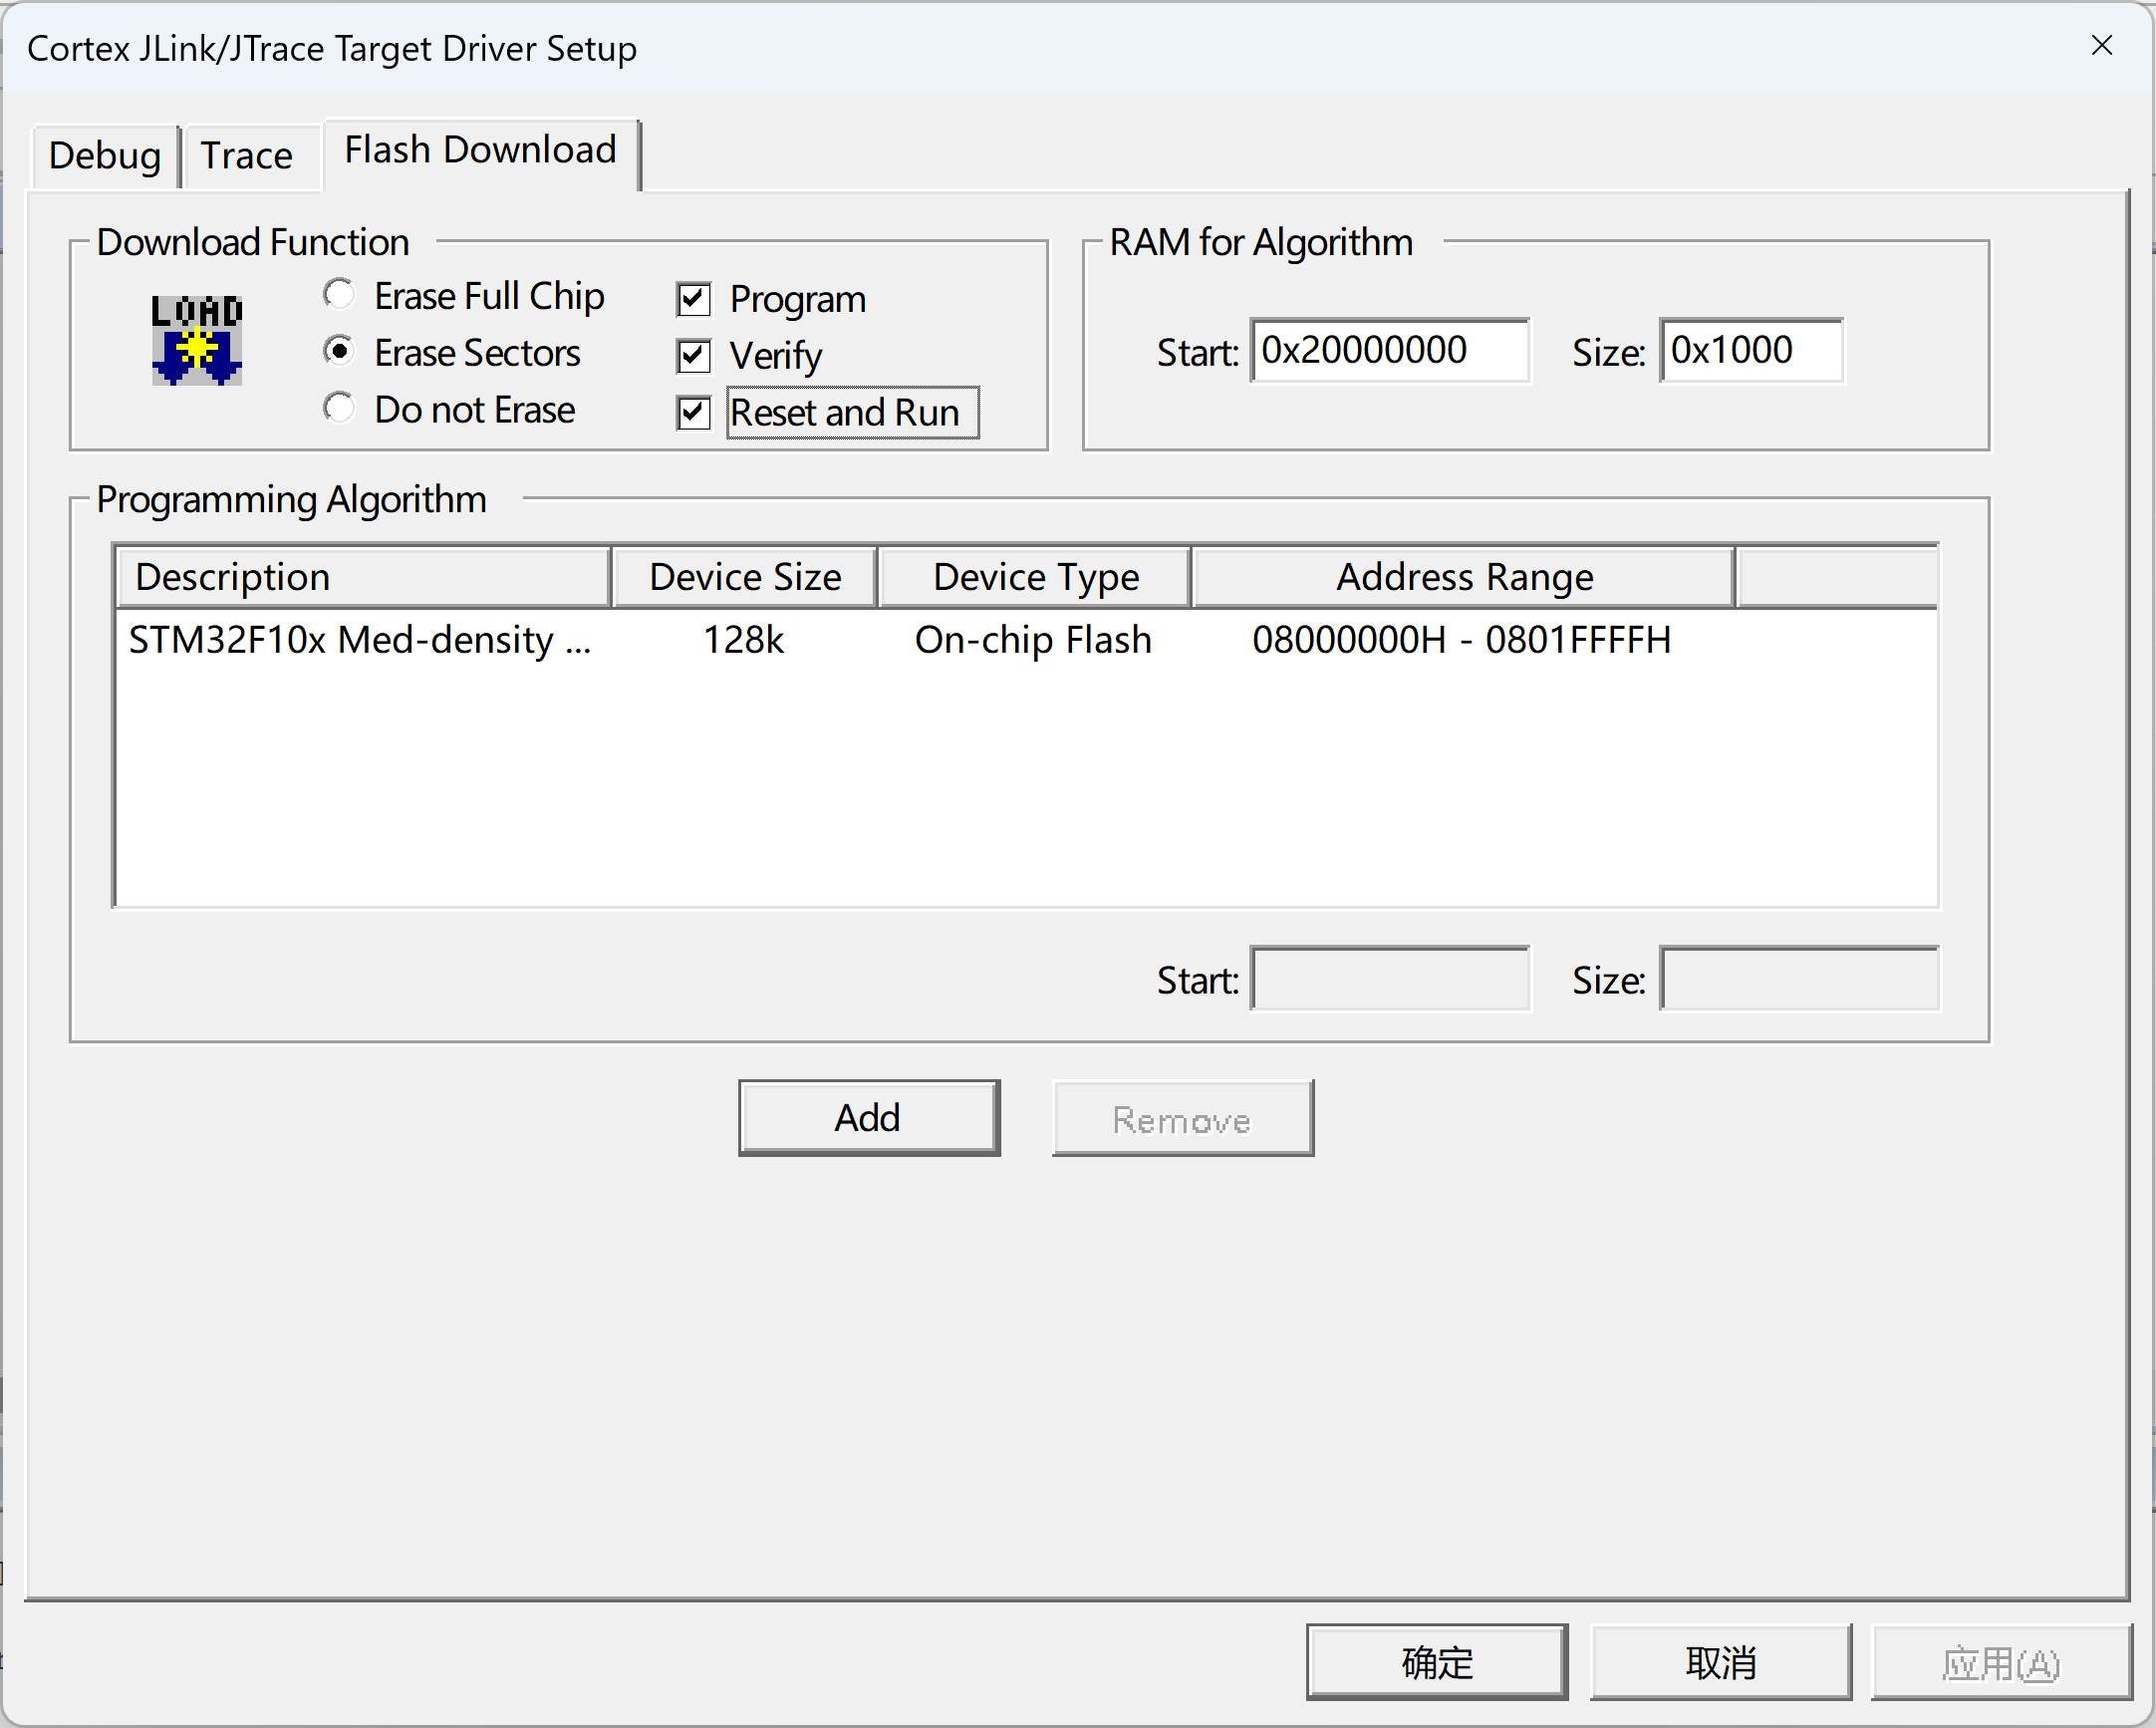 Cortex JLink/JTrace Target Driver Setup
Debug Trace Flash Download
Download Function
LOAD
Erase Full Chip
Erase Sectors
Do not Erase
Program
Verify
Reset and Run
RAM for Algorithm
Start: 0x20000000 Size: 0x1000
Programming Algorithm
Description Device Size Device Type Address Range
STM32F10x Med-density ... 128k On-chip Flash 08000000H - 0801FFFFH
Start: Size:
Add Remove
确定 取消 应用(A)